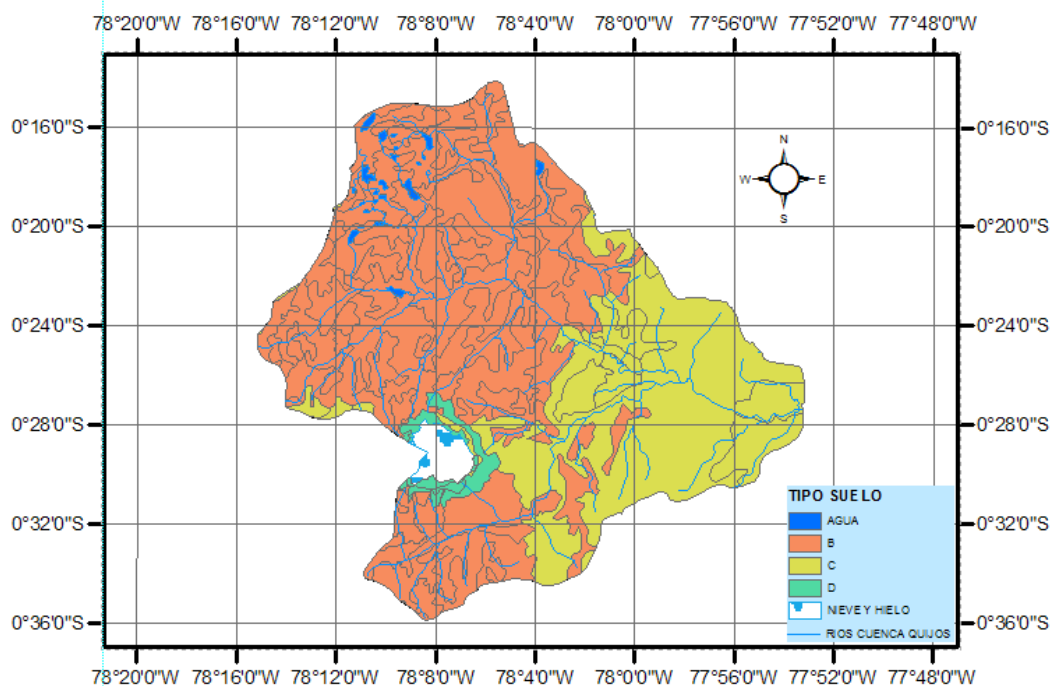 78°20'0"W 78°16'0"W 78°12'0"W 78°8'0"W 78°4'0"W 78°0'0"W 77°56'0"W 77°52'0"W 77°48'0"W
0°16'0"S 0°16'0"S
N
W E
S
0°20'0"S 0°20'0"S
0°24'0"S 0°24'0"S
0°28'0"S 0°28'0"S
TIPO SUELO
AGUA
0°32'0"S 0°32'0"S
B
C
D
NIEVE Y HIELO
0°36'0"S 0°36'0"S
RIOS CUENCA QUIJOS
78°20'0"W 78°16'0"W 78°12'0"W 78°8'0"W 78°4'0"W 78°0'0"W 77°56'0"W 77°52'0"W 77°48'0"W